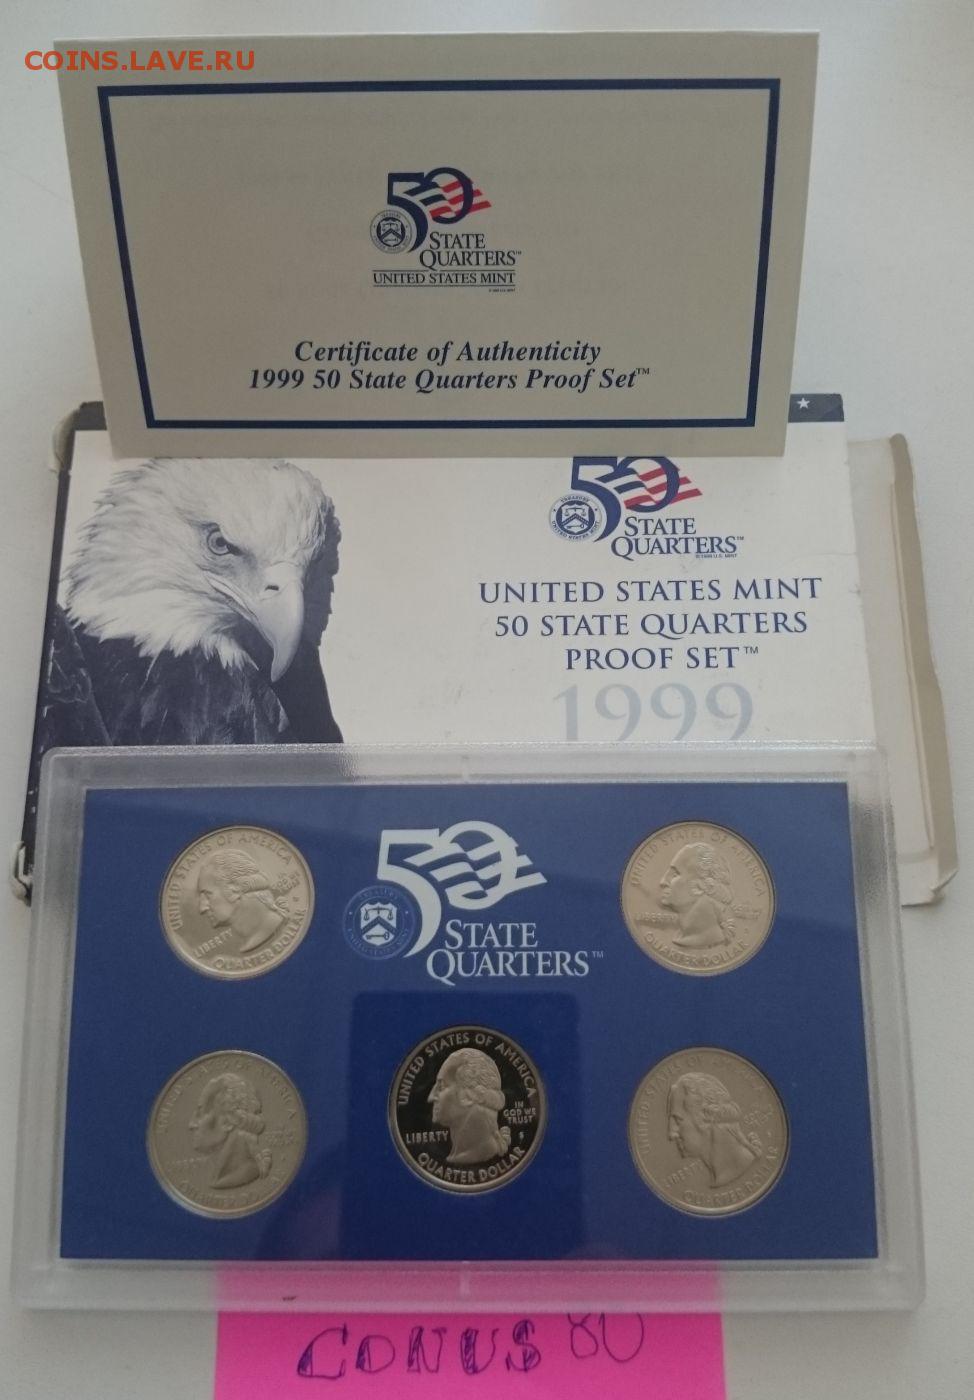 COINS.LAVE.RU
50
STATE
QUARTERS™
UNITED STATES MINT
Certificate of Authenticity
1999 50 State Quarters Proof Set™
50
STATE
QUARTERS™
UNITED STATES MINT
50 STATE QUARTERS
PROOF SET™
1999
50
STATE
QUARTERS™
UNITED STATES OF AMERICA
LIBERTY
QUARTER DOLLAR
UNITED STATES OF AMERICA
LIBERTY
QUARTER DOLLAR
UNITED STATES OF AMERICA
LIBERTY
IN
GOD WE
TRUST
S
QUARTER DOLLAR
LIBERTY
QUARTER DOLLAR
CONUS 80